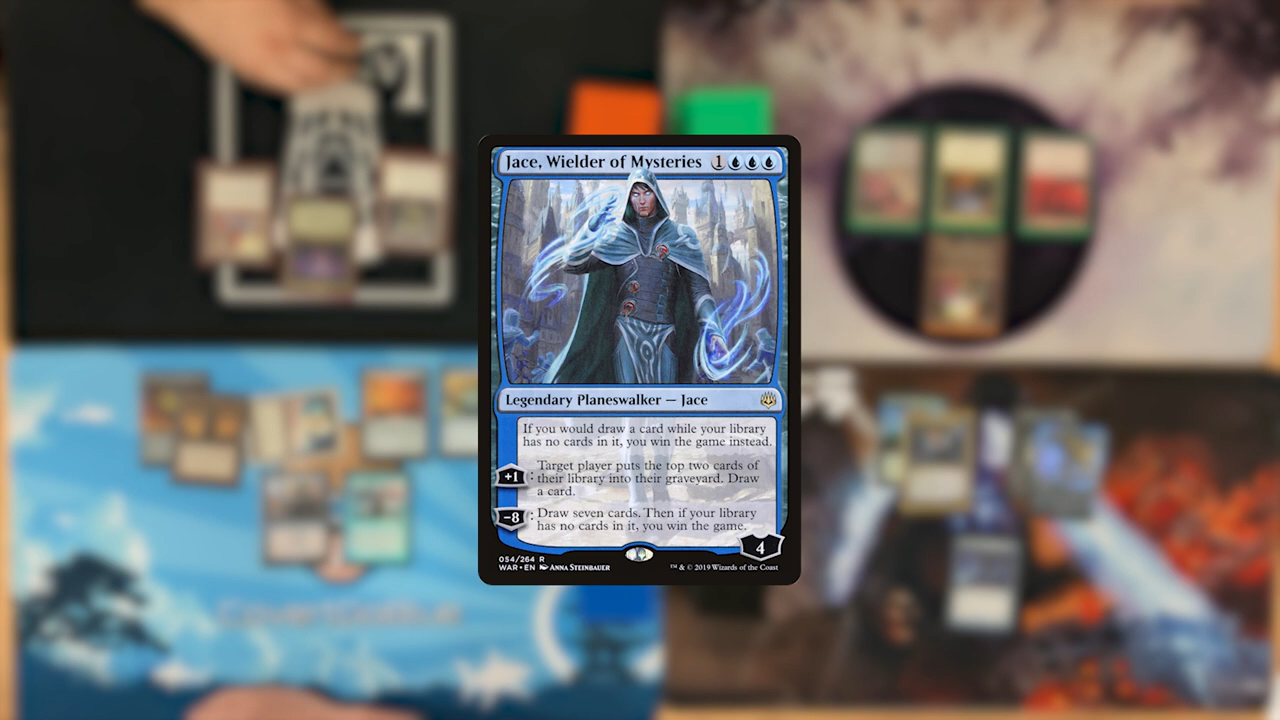 Jace, Wielder of Mysteries 1
Legendary Planeswalker — Jace
If you would draw a card while your library
has no cards in it, you win the game instead.
+1: Target player puts the top two cards of
their library into their graveyard. Draw
a card.
−8: Draw seven cards. Then if your library
has no cards in it, you win the game.
4
054/264 R
WAR • EN Anna Steinbauer
™ & © 2019 Wizards of the Coast